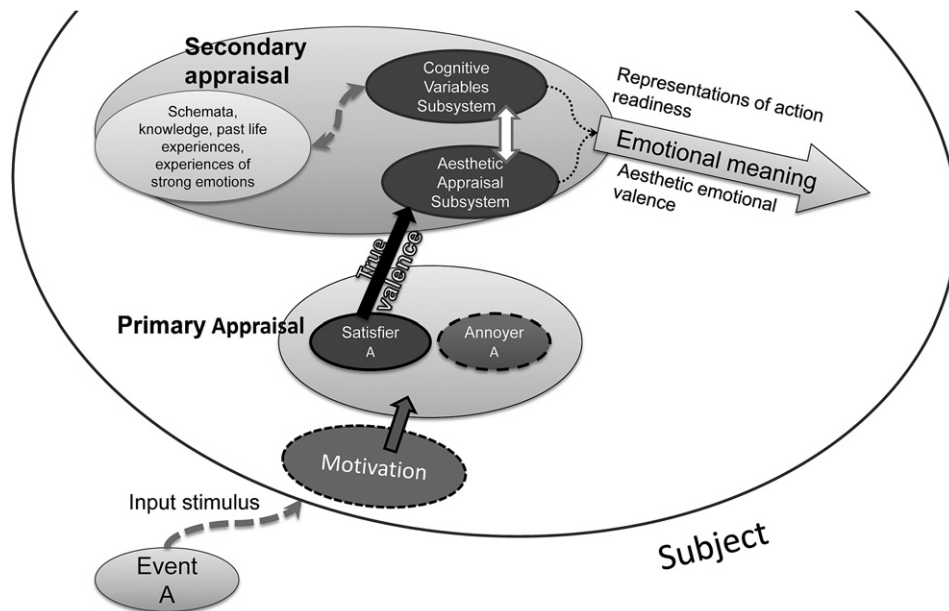 Secondary
appraisal
Cognitive
Variables
Subsystem
Schemata,
knowledge, past life
experiences,
experiences of
strong emotions
Aesthetic
Appraisal
Subsystem
Representations of action
readiness
Emotional meaning
Aesthetic emotional
valence
True
valence
Primary Appraisal
Satisfier
A
Annoyer
A
Motivation
Input stimulus
Event
A
Subject